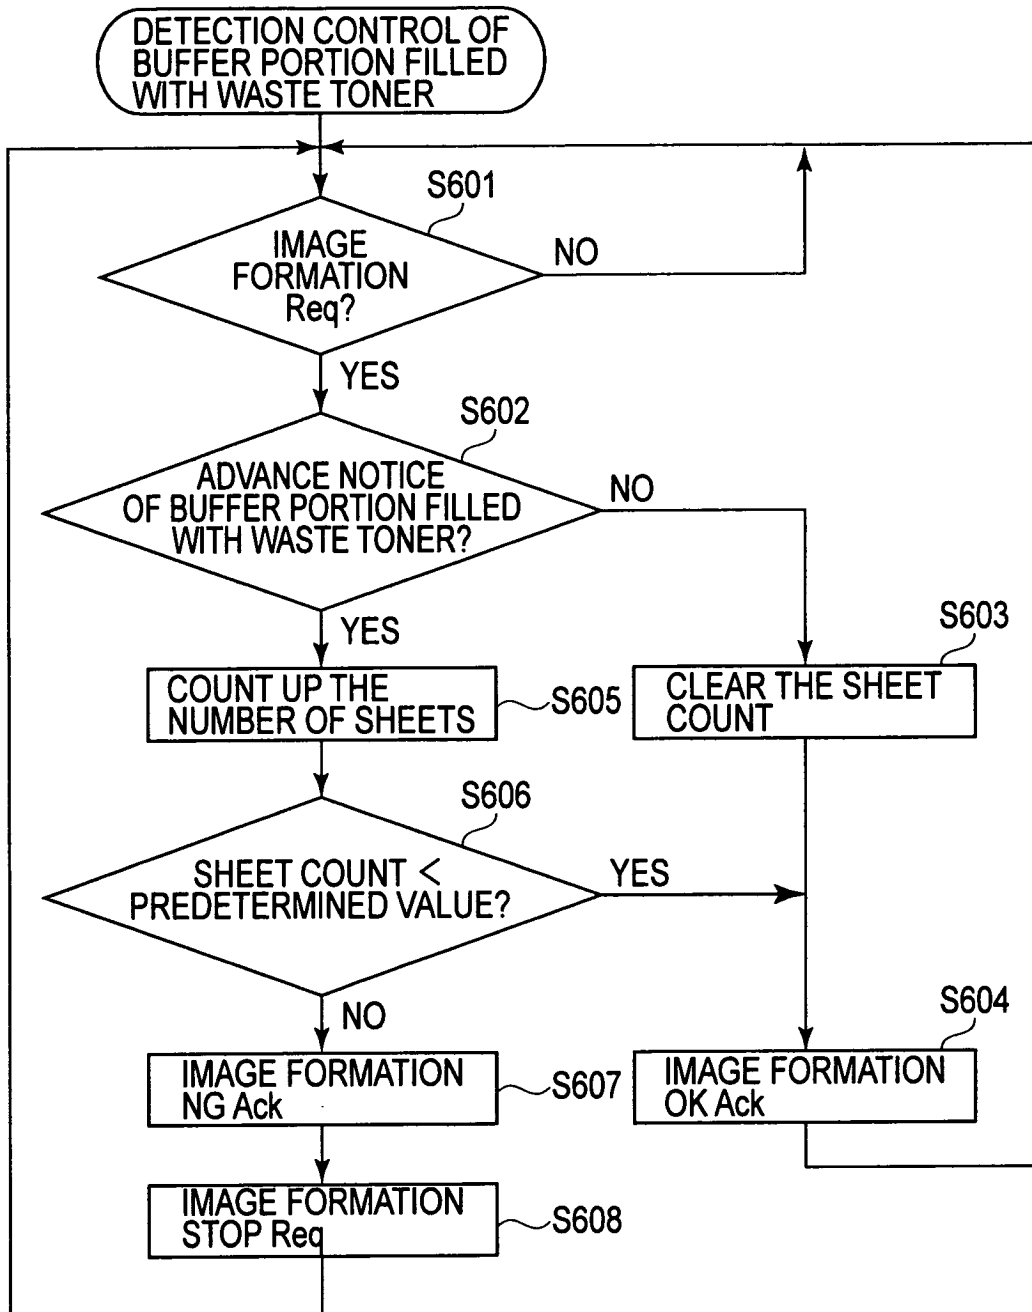 DETECTION CONTROL OF
BUFFER PORTION FILLED
WITH WASTE TONER
S601
IMAGE
FORMATION
Req?
NO
YES
S602
ADVANCE NOTICE
OF BUFFER PORTION FILLED
WITH WASTE TONER?
NO
YES
S603
COUNT UP THE
NUMBER OF SHEETS
S605
CLEAR THE SHEET
COUNT
S606
SHEET COUNT <
PREDETERMINED VALUE?
YES
NO
S604
IMAGE FORMATION
NG Ack
S607
IMAGE FORMATION
OK Ack
IMAGE FORMATION
STOP Req
S608